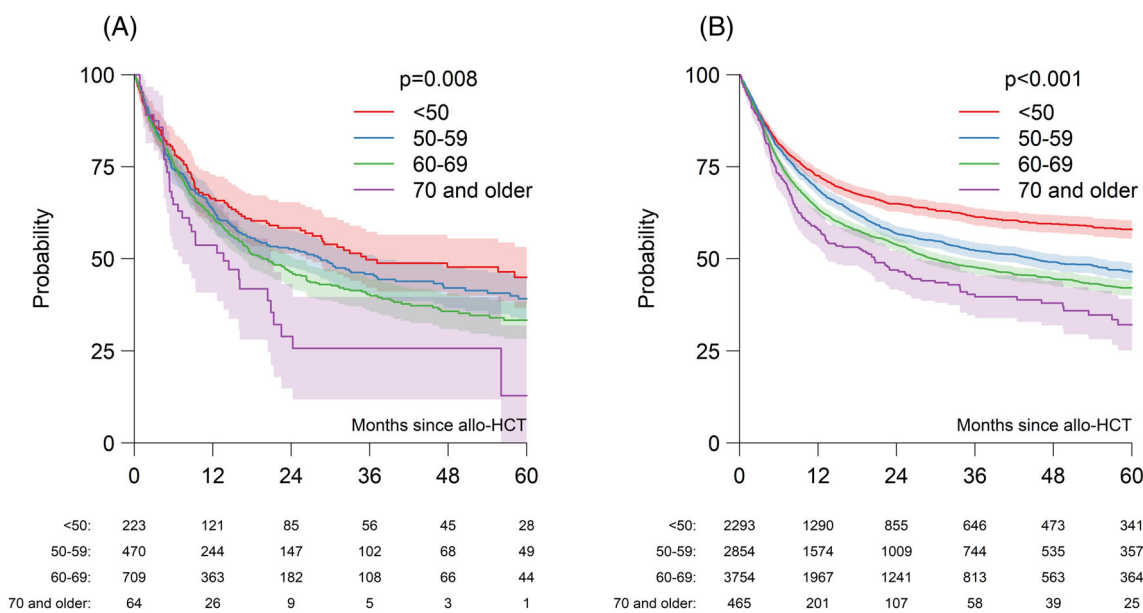 (A)
p=0.008
<50
50-59
60-69
70 and older
Probability
100
75
50
25
0
Months since allo-HCT
0 12 24 36 48 60
<50: 223 121 85 56 45 28
50-59: 470 244 147 102 68 49
60-69: 709 363 182 108 66 44
70 and older: 64 26 9 5 3 1
(B)
p<0.001
<50
50-59
60-69
70 and older
Probability
100
75
50
25
0
Months since allo-HCT
0 12 24 36 48 60
<50: 2293 1290 855 646 473 341
50-59: 2854 1574 1009 744 535 357
60-69: 3754 1967 1241 813 563 364
70 and older: 465 201 107 58 39 25